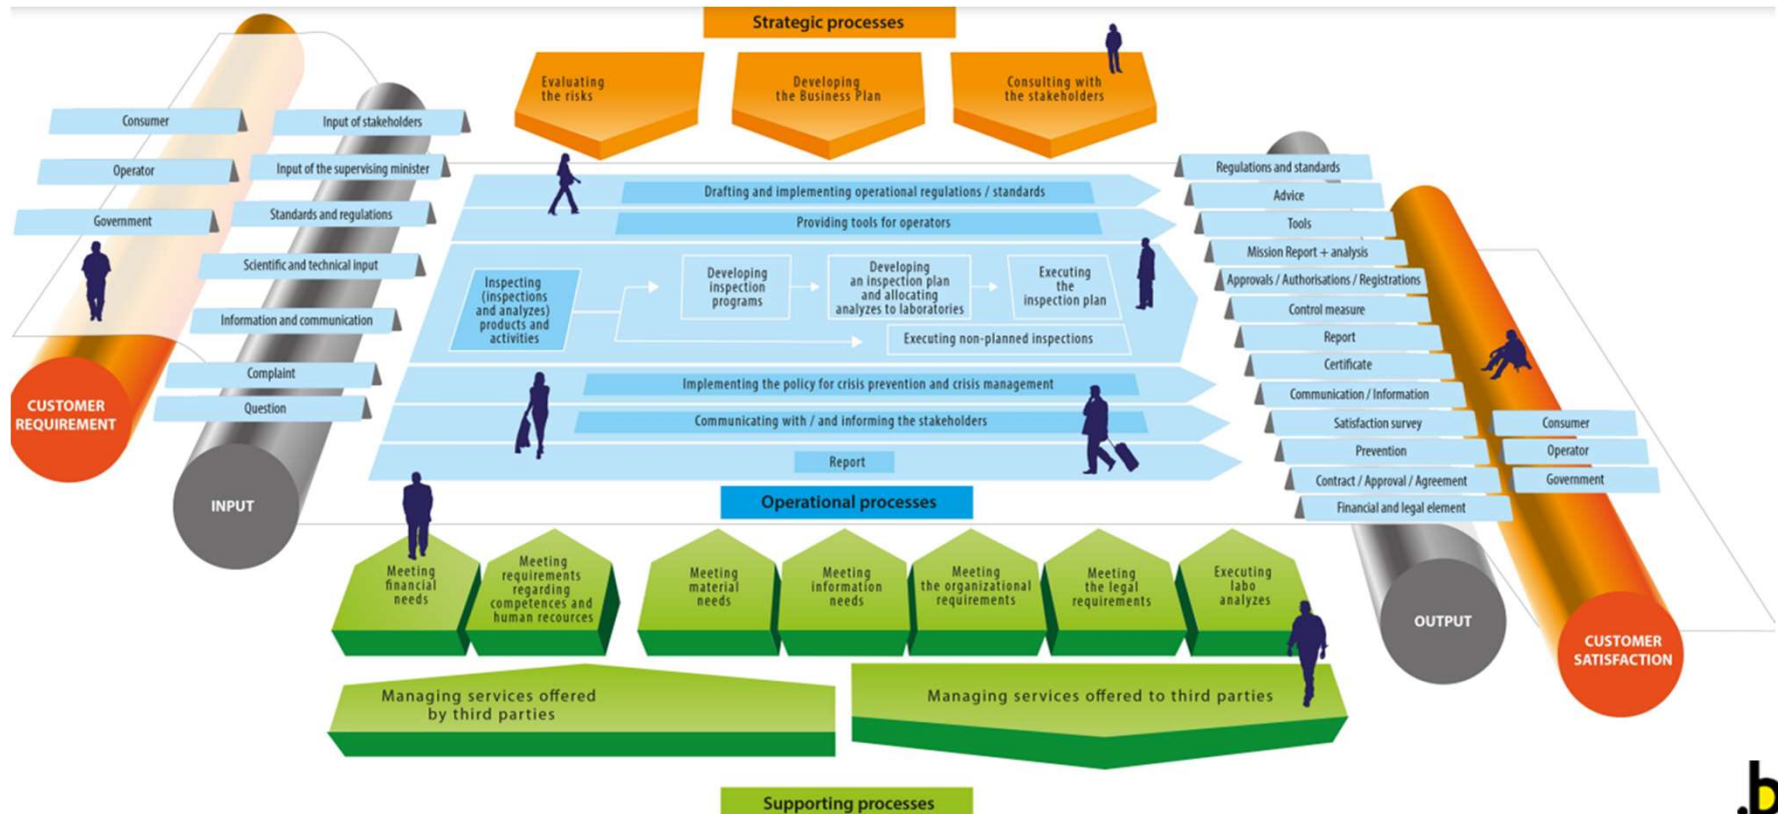 Strategic processes
Evaluating
the risks
Developing
the Business Plan
Consulting with
the stakeholders
Consumer
Operator
Government
CUSTOMER
REQUIREMENT
Input of stakeholders
Input of the supervising minister
Standards and regulations
Scientific and technical input
Information and communication
Complaint
Question
INPUT
Drafting and implementing operational regulations / standards
Providing tools for operators
Inspecting
(inspections
and analyzes)
products and
activities
Developing
inspection
programs
Developing
an inspection plan
and allocating
analyzes to laboratories
Executing
the
inspection plan
Executing non-planned inspections
Implementing the policy for crisis prevention and crisis management
Communicating with / and informing the stakeholders
Report
Operational processes
Regulations and standards
Advice
Tools
Mission Report + analysis
Approvals / Authorisations / Registrations
Control measure
Report
Certificate
Communication / Information
Satisfaction survey
Prevention
Contract / Approval / Agreement
Financial and legal element
OUTPUT
Consumer
Operator
Government
CUSTOMER
SATISFACTION
Meeting
financial
needs
Meeting
requirements
regarding
competences and
human recources
Meeting
material
needs
Meeting
information
needs
Meeting
the organizational
requirements
Meeting
the legal
requirements
Executing
labo
analyzes
Managing services offered
by third parties
Managing services offered to third parties
Supporting processes
.b